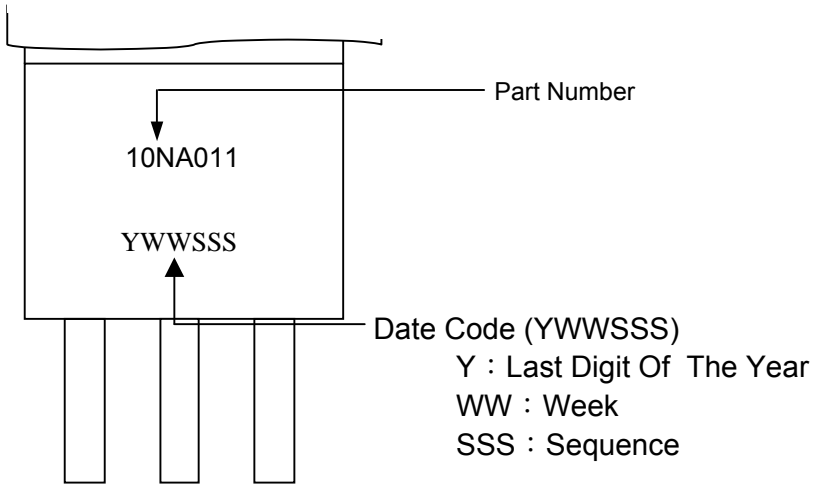 Part Number
10NA011
YWWSSS
Date Code (YWWSSS)
Y：Last Digit Of The Year
WW：Week
SSS：Sequence